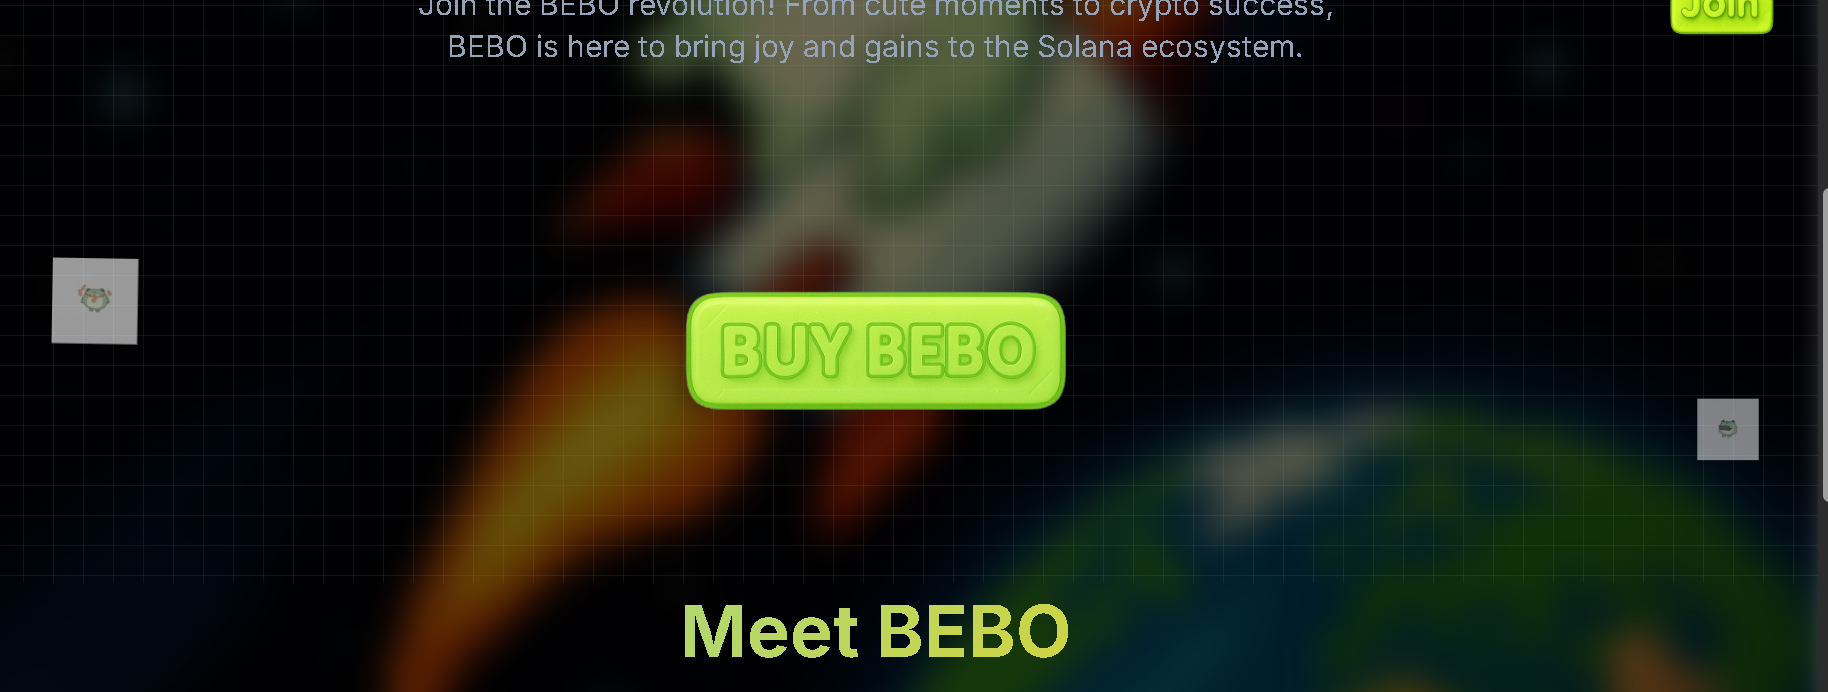 Join the BEBO revolution! From cute moments to crypto success,
Join
BEBO is here to bring joy and gains to the Solana ecosystem.
BUY BEBO
Meet BEBO